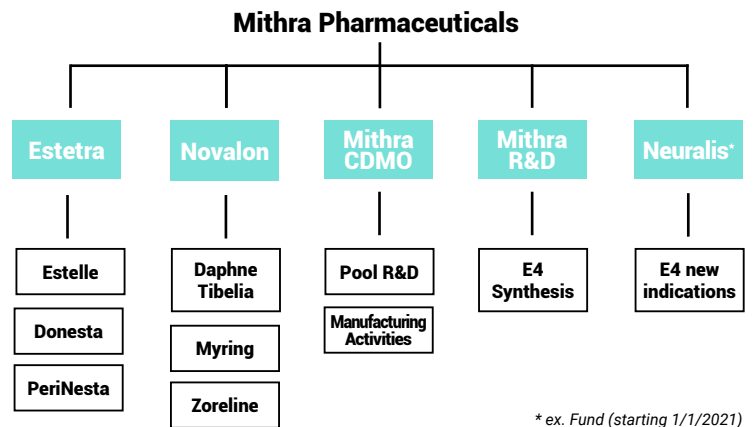 Mithra Pharmaceuticals
Estetra
Novalon
Mithra
CDMO
Mithra
R&D
Neuralis*
Estelle
Donesta
PeriNesta
Daphne
Tibelia
Myring
Zoreline
Pool R&D
Manufacturing
Activities
E4
Synthesis
E4 new
indications
* ex. Fund (starting 1/1/2021)